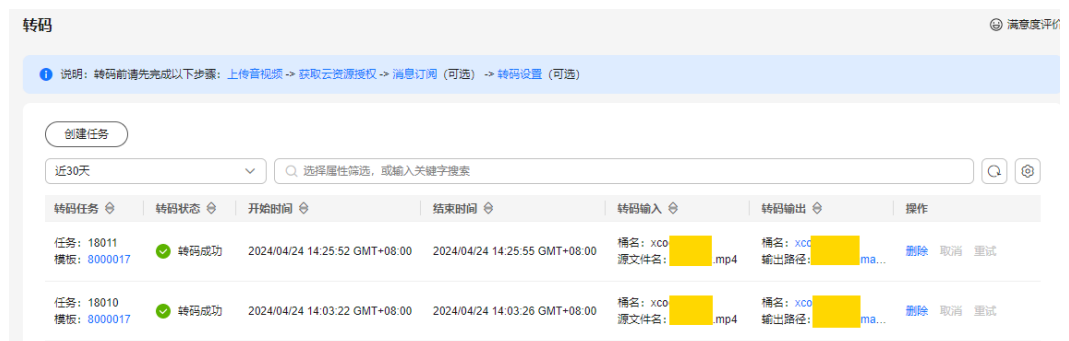 转码
满意度评价
说明：转码前请先完成以下步骤：上传音视频 -> 获取云资源授权 -> 消息订阅（可选） -> 转码设置（可选）
创建任务
近30天
选择属性筛选，或输入关键字搜索
转码任务 转码状态 开始时间 结束时间 转码输入 转码输出 操作
任务：18011 转码成功 2024/04/24 14:25:52 GMT+08:00 2024/04/24 14:25:55 GMT+08:00 桶名：xco 桶名：xco 删除 取消 重试
模板：8000017 源文件名： .mp4 输出路径： ma...
任务：18010 转码成功 2024/04/24 14:03:22 GMT+08:00 2024/04/24 14:03:26 GMT+08:00 桶名：xco 桶名：xco 删除 取消 重试
模板：8000017 源文件名： .mp4 输出路径： ma...